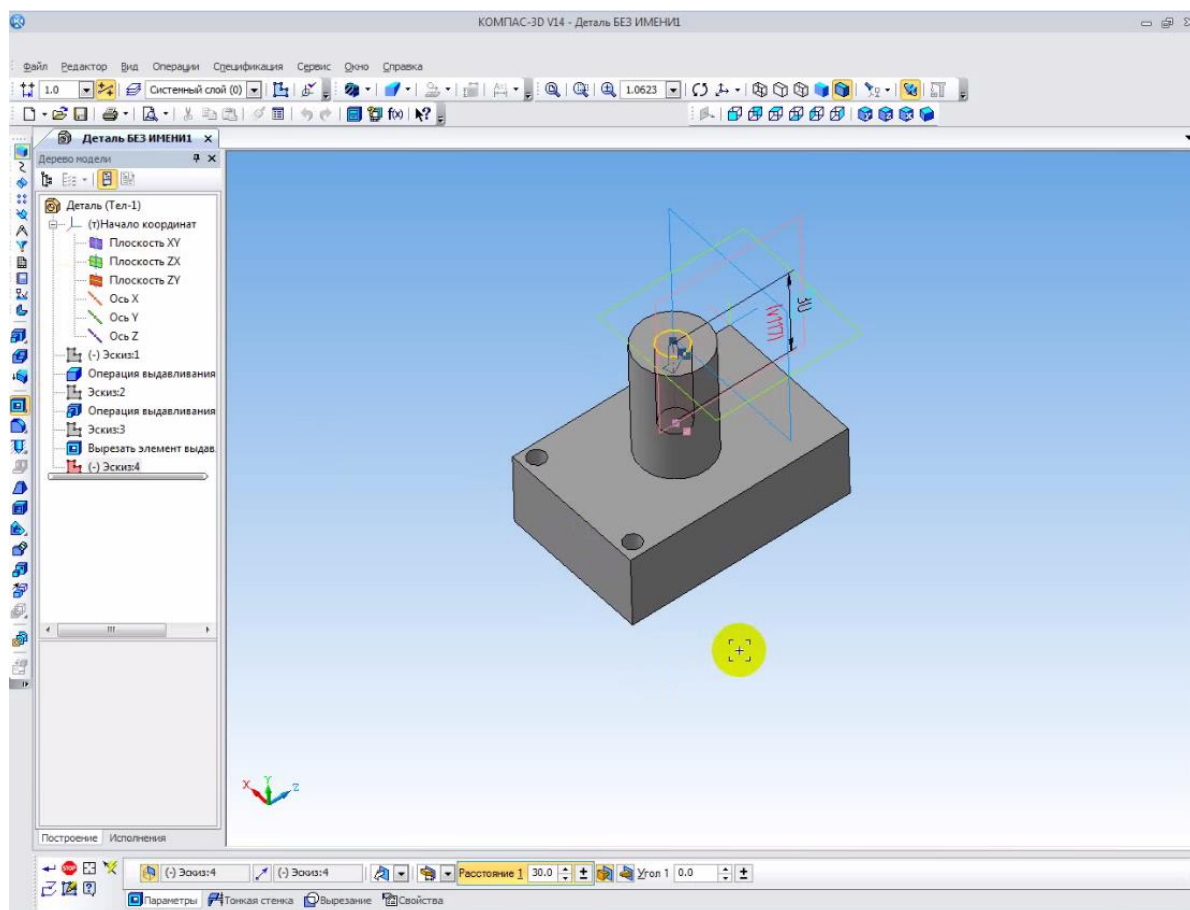 КОМПАС-3D V14 - Деталь БЕЗ ИМЕНИ1
Файл Редактор Вид Операции Спецификация Сервис Окно Справка
1.0 Системный слой (0) 1.0623
f(x)
Деталь БЕЗ ИМЕНИ1
Дерево модели
Деталь (Тел-1)
(т)Начало координат
Плоскость XY
Плоскость ZX
Плоскость ZY
Ось X
Ось Y
Ось Z
(-) Эскиз:1
Операция выдавливания
Эскиз:2
Операция выдавливания
Эскиз:3
Вырезать элемент выдав
(-) Эскиз:4
30
X Y Z
Построение Исполнения
STOP (-) Эскиз:4 (-) Эскиз:4 Расстояние 1 30.0 Угол 1 0.0
Параметры Тонкая стенка Вырезание Свойства